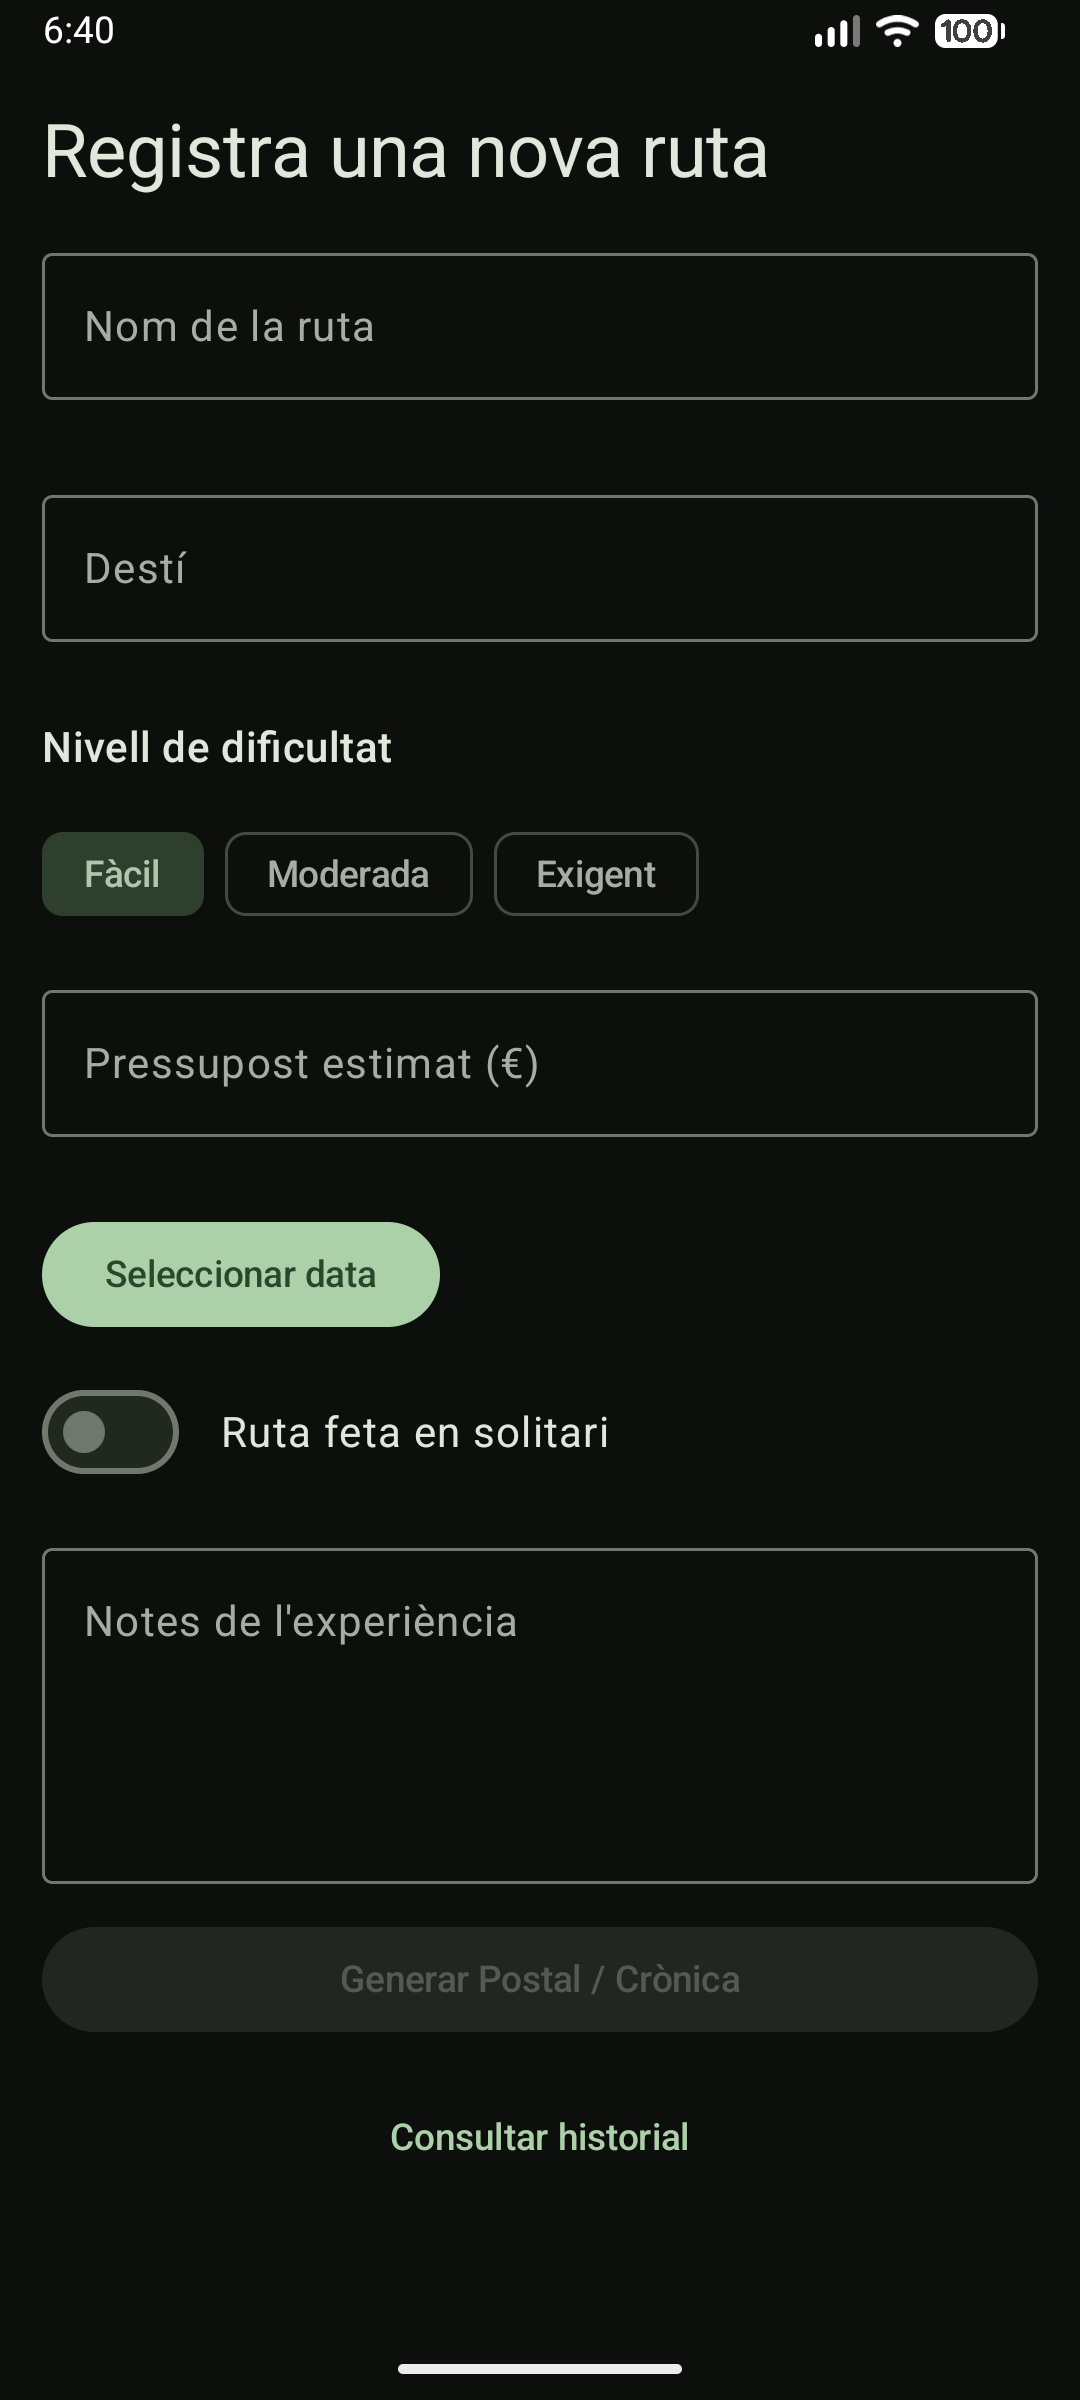 6:40
100
Registra una nova ruta
Nom de la ruta
Destí
Nivell de dificultat
Fàcil
Moderada
Exigent
Pressupost estimat (€)
Seleccionar data
Ruta feta en solitari
Notes de l'experiència
Generar Postal / Crònica
Consultar historial